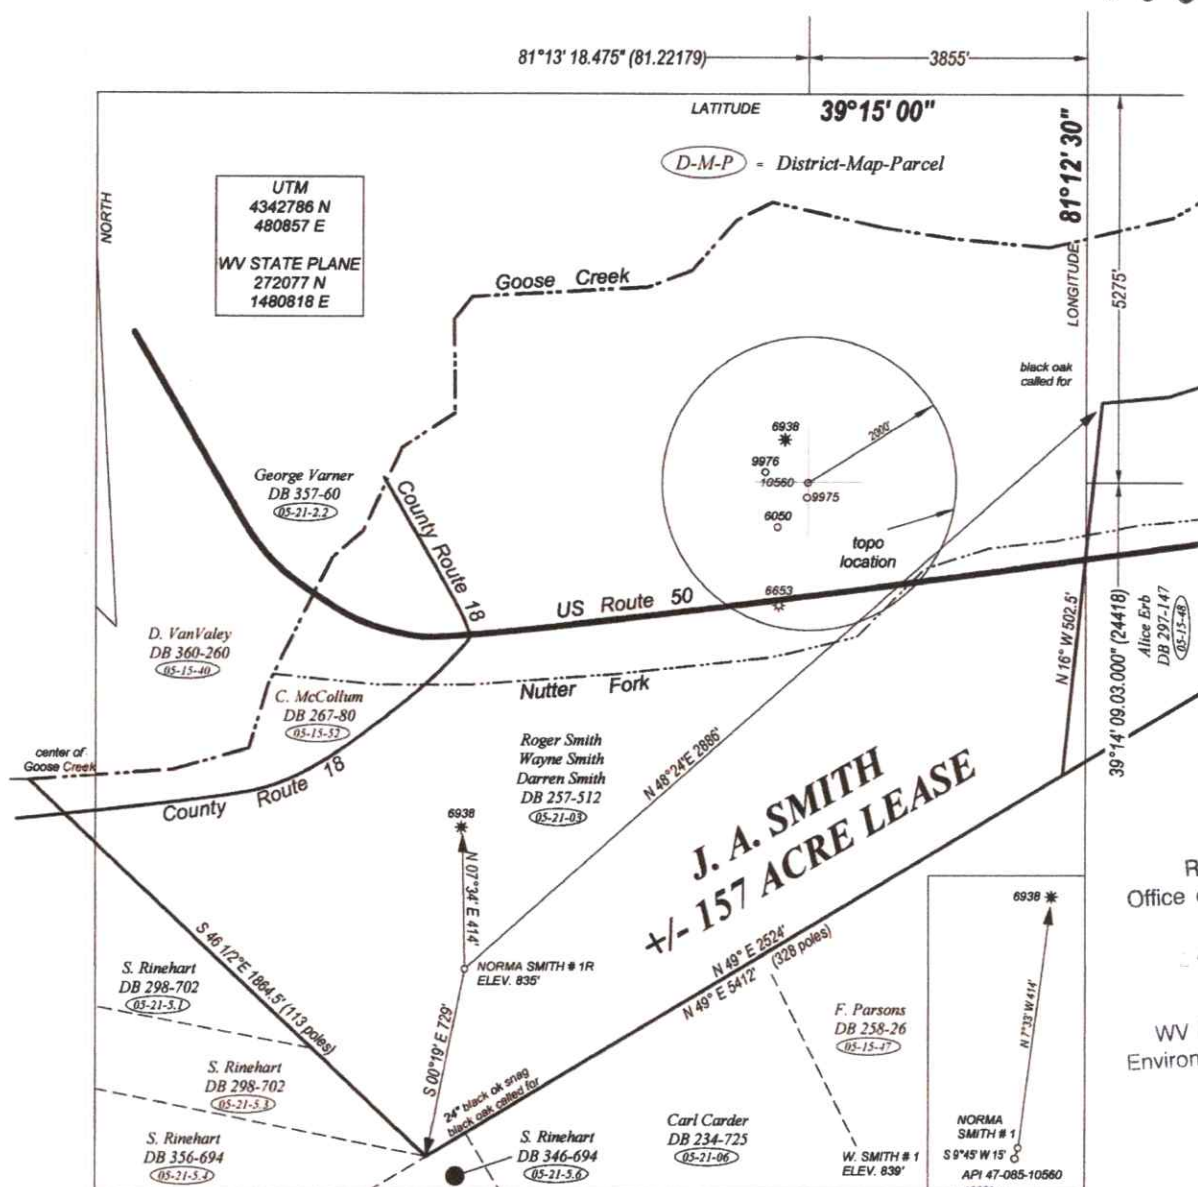 81°13' 18.475" (81.22179)
3855'
LATITUDE 39°15' 00"
D-M-P = District-Map-Parcel
81°12' 30"
LONGITUDE
5275'
NORTH
UTM
4342786 N
480857 E
WV STATE PLANE
272077 N
1480818 E
Goose Creek
black oak
called for
6938
2000'
9976
10560
9975
6050
topo
location
6653
George Varner
DB 357-60
05-21-2.2
County Route 18
US Route 50
N 16° W 502.5'
39°14' 09.03.000" (24418)
Alice Erb
DB 297-147
05-15-48
D. VanValey
DB 360-260
05-15-40
Nutter Fork
C. McCollum
DB 267-80
05-15-52
center of
Goose Creek
County Route 18
Roger Smith
Wayne Smith
Darren Smith
DB 257-512
05-21-03
N 48°24'E 2886'
J. A. SMITH
+/- 157 ACRE LEASE
6938
N 07°34' E 414'
NORMA SMITH # 1R
ELEV. 835'
S 00°19' E 729'
S 46 1/2°E 1864.5' (113 poles)
N 49° E 2524'
N 49° E 5412' (328 poles)
S. Rinehart
DB 298-702
05-21-5.1
S. Rinehart
DB 298-702
05-21-5.3
S. Rinehart
DB 356-694
05-21-5.4
24" black ok snag
black oak called for
S. Rinehart
DB 346-694
05-21-5.6
Carl Carder
DB 234-725
05-21-06
F. Parsons
DB 258-26
05-15-47
W. SMITH # 1
ELEV. 839'
6938
N 7°33' W 414'
NORMA
SMITH # 1
S 9°45' W 15'
API 47-085-10560
Office
WV
Environ